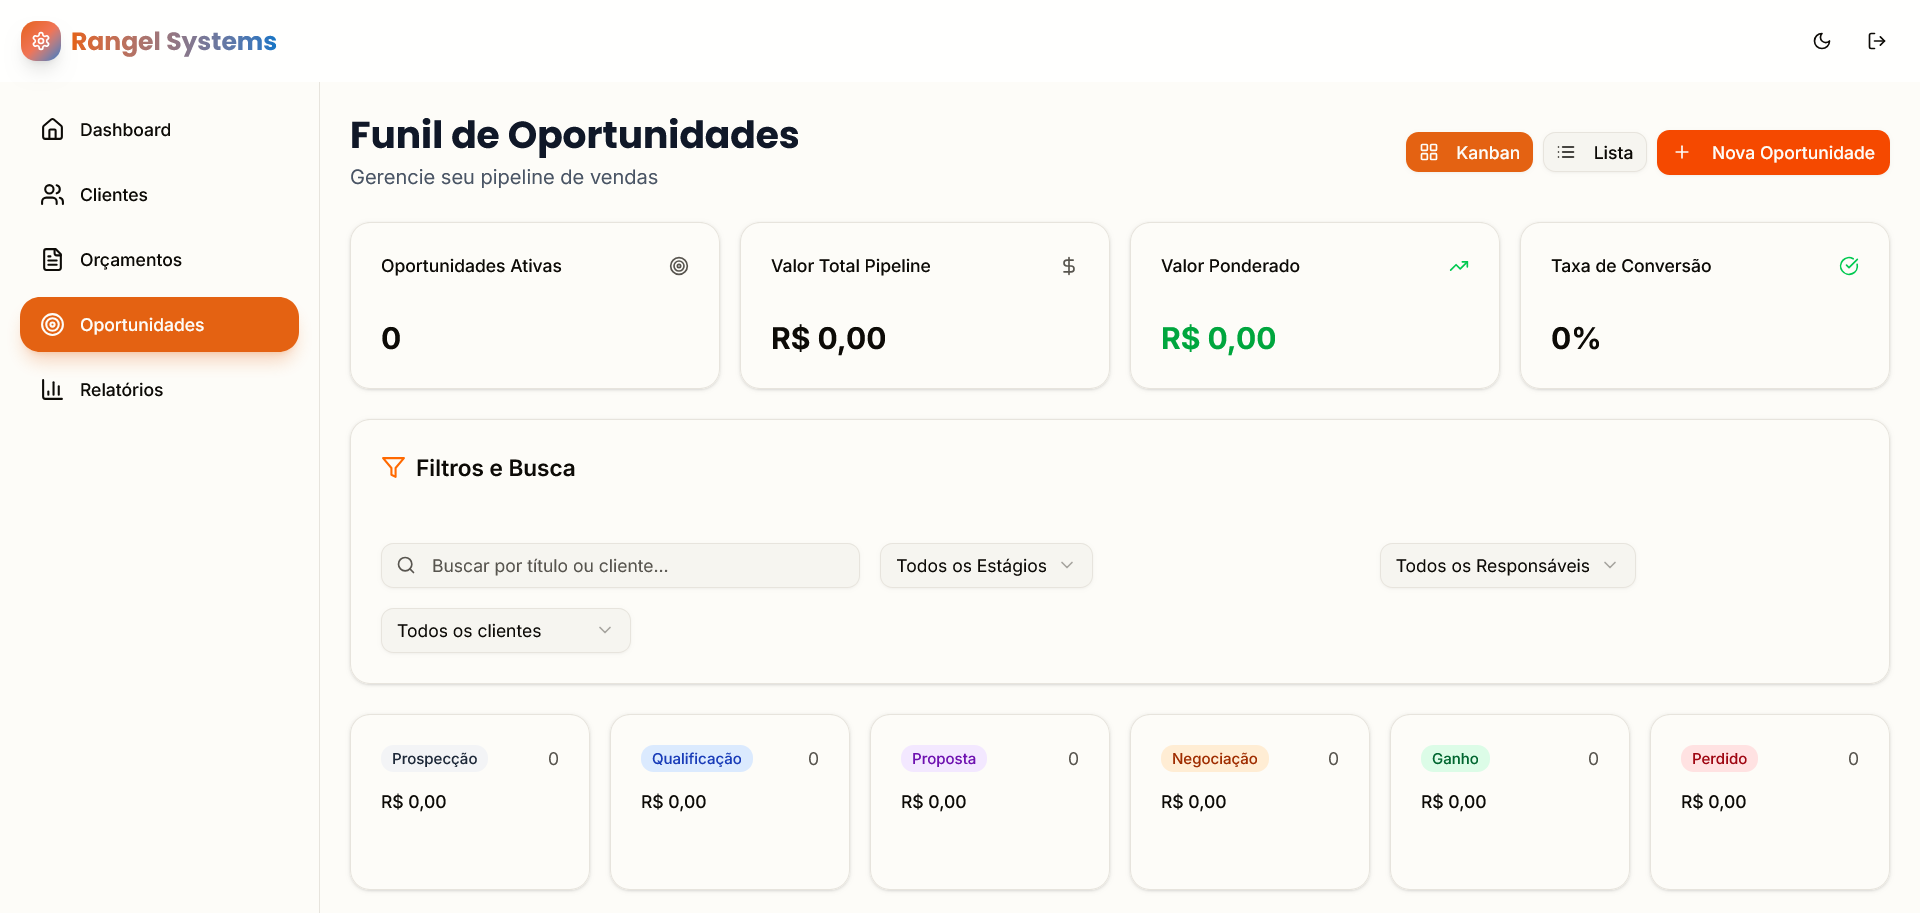 Rangel Systems
Dashboard
Clientes
Orçamentos
Oportunidades
Relatórios
Funil de Oportunidades
Gerencie seu pipeline de vendas
Kanban
Lista
Nova Oportunidade
Oportunidades Ativas
0
Valor Total Pipeline
R$ 0,00
Valor Ponderado
R$ 0,00
Taxa de Conversão
0%
Filtros e Busca
Buscar por título ou cliente...
Todos os Estágios
Todos os Responsáveis
Todos os clientes
Prospecção 0
R$ 0,00
Qualificação 0
R$ 0,00
Proposta 0
R$ 0,00
Negociação 0
R$ 0,00
Ganho 0
R$ 0,00
Perdido 0
R$ 0,00